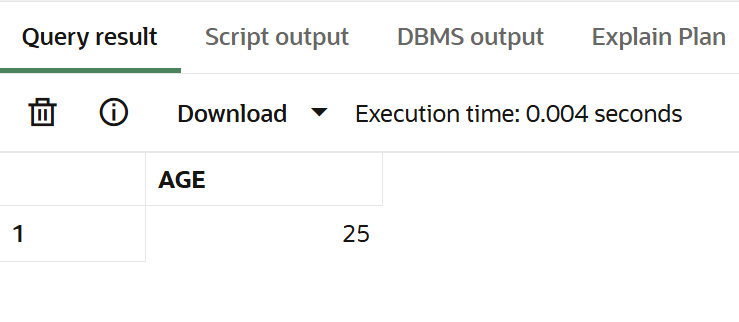 Query result Script output DBMS output Explain Plan
Download Execution time: 0.004 seconds
AGE
1 25